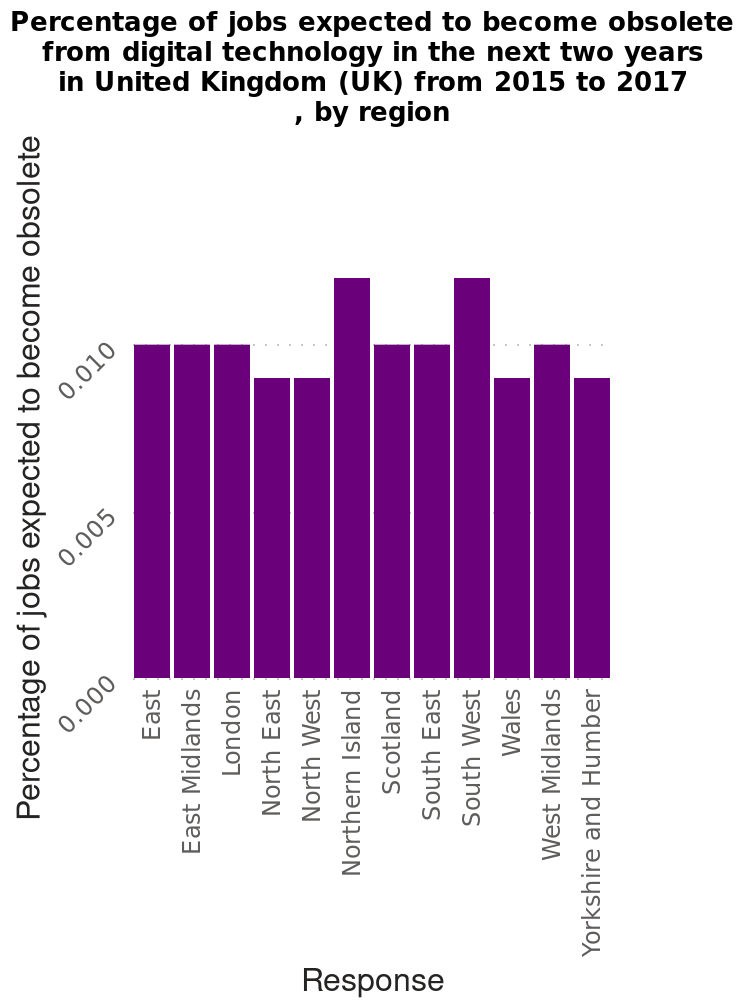 Percentage of jobs expected to become obsolete
from digital technology in the next two years
in United Kingdom (UK) from 2015 to 2017
, by region
Percentage of jobs expected to become obsolete
0.010
0.005
0.000
East
East Midlands
London
North East
North West
Northern Island
Scotland
South East
South West
Wales
West Midlands
Yorkshire and Humber
Response